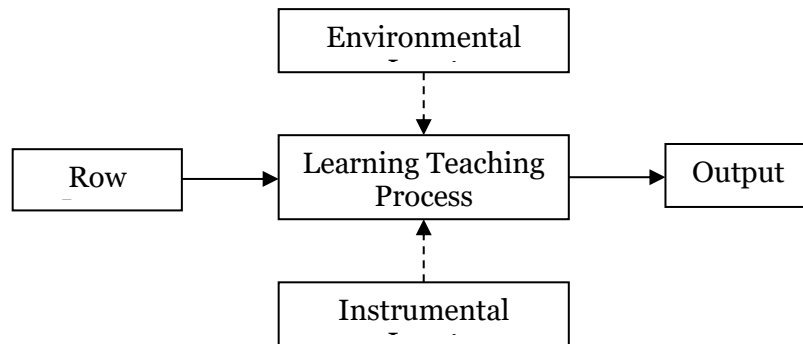 Environmental
Row
Learning Teaching
Process
Output
Instrumental